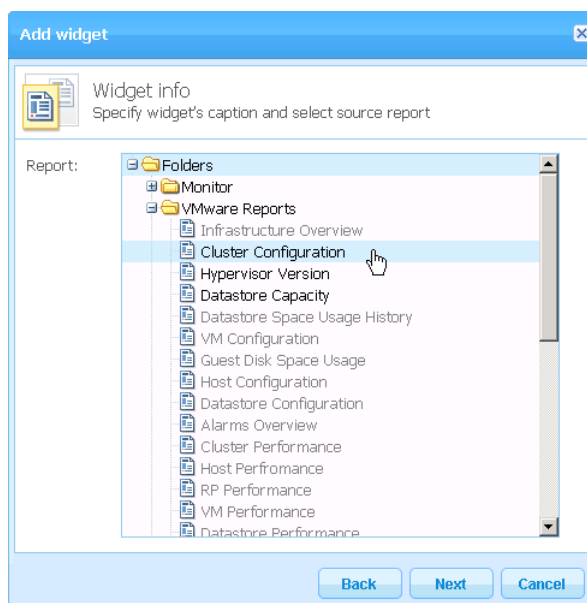 Add widget
Widget info
Specify widget's caption and select source report
Report:
Folders
Monitor
VMware Reports
Infrastructure Overview
Cluster Configuration
Hypervisor Version
Datastore Capacity
Datastore Space Usage History
VM Configuration
Guest Disk Space Usage
Host Configuration
Datastore Configuration
Alarms Overview
Cluster Performance
Host Perfromance
RP Performance
VM Performance
Datastore Performance
Back Next Cancel